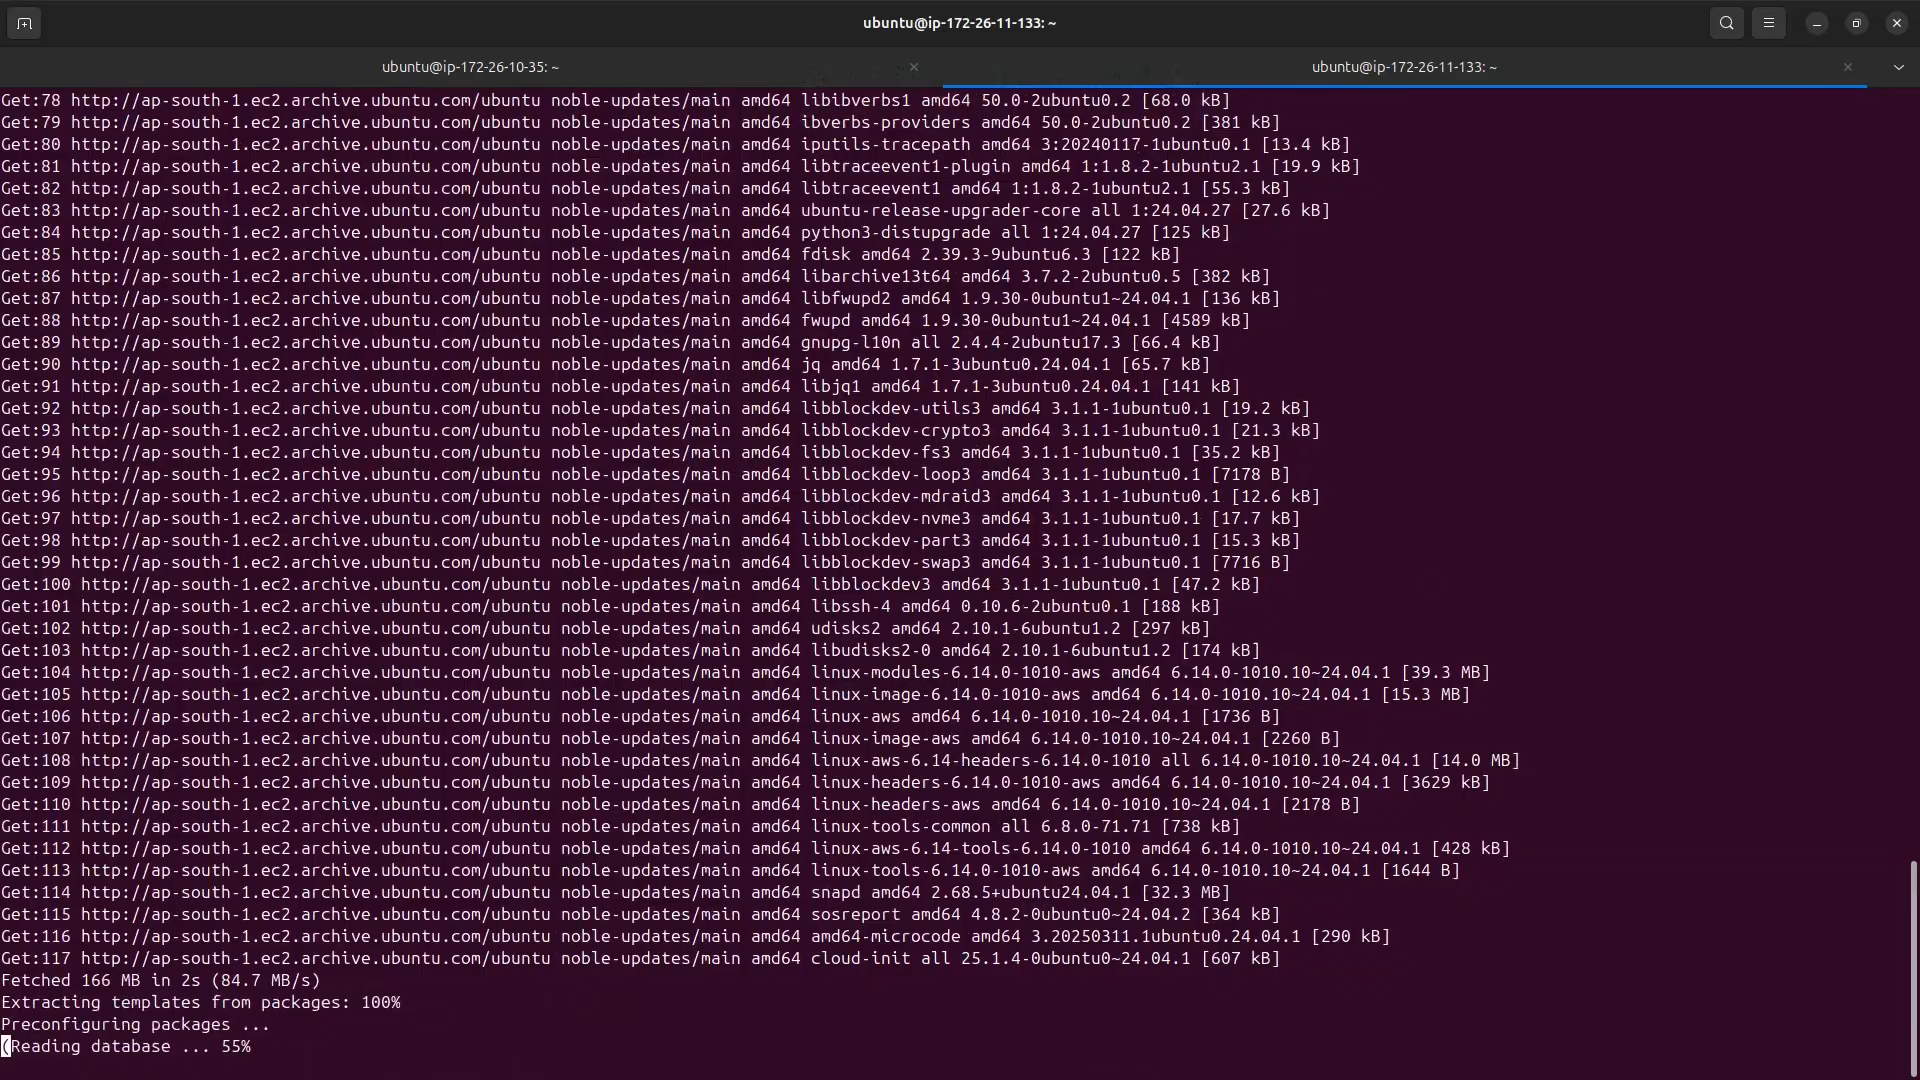 ubuntu@ip-172-26-11-133: ~
ubuntu@ip-172-26-10-35: ~
ubuntu@ip-172-26-11-133: ~
Get:78 http://ap-south-1.ec2.archive.ubuntu.com/ubuntu noble-updates/main amd64 libibverbs1 amd64 50.0-2ubuntu0.2 [68.0 kB]
Get:79 http://ap-south-1.ec2.archive.ubuntu.com/ubuntu noble-updates/main amd64 ibverbs-providers amd64 50.0-2ubuntu0.2 [381 kB]
Get:80 http://ap-south-1.ec2.archive.ubuntu.com/ubuntu noble-updates/main amd64 iputils-tracepath amd64 3:20240117-1ubuntu0.1 [13.4 kB]
Get:81 http://ap-south-1.ec2.archive.ubuntu.com/ubuntu noble-updates/main amd64 libtraceevent1-plugin amd64 1:1.8.2-1ubuntu2.1 [19.9 kB]
Get:82 http://ap-south-1.ec2.archive.ubuntu.com/ubuntu noble-updates/main amd64 libtraceevent1 amd64 1:1.8.2-1ubuntu2.1 [55.3 kB]
Get:83 http://ap-south-1.ec2.archive.ubuntu.com/ubuntu noble-updates/main amd64 ubuntu-release-upgrader-core all 1:24.04.27 [27.6 kB]
Get:84 http://ap-south-1.ec2.archive.ubuntu.com/ubuntu noble-updates/main amd64 python3-distupgrade all 1:24.04.27 [125 kB]
Get:85 http://ap-south-1.ec2.archive.ubuntu.com/ubuntu noble-updates/main amd64 fdisk amd64 2.39.3-9ubuntu6.3 [122 kB]
Get:86 http://ap-south-1.ec2.archive.ubuntu.com/ubuntu noble-updates/main amd64 libarchive13t64 amd64 3.7.2-2ubuntu0.5 [382 kB]
Get:87 http://ap-south-1.ec2.archive.ubuntu.com/ubuntu noble-updates/main amd64 libfwupd2 amd64 1.9.30-0ubuntu1~24.04.1 [136 kB]
Get:88 http://ap-south-1.ec2.archive.ubuntu.com/ubuntu noble-updates/main amd64 fwupd amd64 1.9.30-0ubuntu1~24.04.1 [4589 kB]
Get:89 http://ap-south-1.ec2.archive.ubuntu.com/ubuntu noble-updates/main amd64 gnupg-l10n all 2.4.4-2ubuntu17.3 [66.4 kB]
Get:90 http://ap-south-1.ec2.archive.ubuntu.com/ubuntu noble-updates/main amd64 jq amd64 1.7.1-3ubuntu0.24.04.1 [65.7 kB]
Get:91 http://ap-south-1.ec2.archive.ubuntu.com/ubuntu noble-updates/main amd64 libjq1 amd64 1.7.1-3ubuntu0.24.04.1 [141 kB]
Get:92 http://ap-south-1.ec2.archive.ubuntu.com/ubuntu noble-updates/main amd64 libblockdev-utils3 amd64 3.1.1-1ubuntu0.1 [19.2 kB]
Get:93 http://ap-south-1.ec2.archive.ubuntu.com/ubuntu noble-updates/main amd64 libblockdev-crypto3 amd64 3.1.1-1ubuntu0.1 [21.3 kB]
Get:94 http://ap-south-1.ec2.archive.ubuntu.com/ubuntu noble-updates/main amd64 libblockdev-fs3 amd64 3.1.1-1ubuntu0.1 [35.2 kB]
Get:95 http://ap-south-1.ec2.archive.ubuntu.com/ubuntu noble-updates/main amd64 libblockdev-loop3 amd64 3.1.1-1ubuntu0.1 [7178 B]
Get:96 http://ap-south-1.ec2.archive.ubuntu.com/ubuntu noble-updates/main amd64 libblockdev-mdraid3 amd64 3.1.1-1ubuntu0.1 [12.6 kB]
Get:97 http://ap-south-1.ec2.archive.ubuntu.com/ubuntu noble-updates/main amd64 libblockdev-nvme3 amd64 3.1.1-1ubuntu0.1 [17.7 kB]
Get:98 http://ap-south-1.ec2.archive.ubuntu.com/ubuntu noble-updates/main amd64 libblockdev-part3 amd64 3.1.1-1ubuntu0.1 [15.3 kB]
Get:99 http://ap-south-1.ec2.archive.ubuntu.com/ubuntu noble-updates/main amd64 libblockdev-swap3 amd64 3.1.1-1ubuntu0.1 [7716 B]
Get:100 http://ap-south-1.ec2.archive.ubuntu.com/ubuntu noble-updates/main amd64 libblockdev3 amd64 3.1.1-1ubuntu0.1 [47.2 kB]
Get:101 http://ap-south-1.ec2.archive.ubuntu.com/ubuntu noble-updates/main amd64 libssh-4 amd64 0.10.6-2ubuntu0.1 [188 kB]
Get:102 http://ap-south-1.ec2.archive.ubuntu.com/ubuntu noble-updates/main amd64 udisks2 amd64 2.10.1-6ubuntu1.2 [297 kB]
Get:103 http://ap-south-1.ec2.archive.ubuntu.com/ubuntu noble-updates/main amd64 libudisks2-0 amd64 2.10.1-6ubuntu1.2 [174 kB]
Get:104 http://ap-south-1.ec2.archive.ubuntu.com/ubuntu noble-updates/main amd64 linux-modules-6.14.0-1010-aws amd64 6.14.0-1010.10~24.04.1 [39.3 MB]
Get:105 http://ap-south-1.ec2.archive.ubuntu.com/ubuntu noble-updates/main amd64 linux-image-6.14.0-1010-aws amd64 6.14.0-1010.10~24.04.1 [15.3 MB]
Get:106 http://ap-south-1.ec2.archive.ubuntu.com/ubuntu noble-updates/main amd64 linux-aws amd64 6.14.0-1010.10~24.04.1 [1736 B]
Get:107 http://ap-south-1.ec2.archive.ubuntu.com/ubuntu noble-updates/main amd64 linux-image-aws amd64 6.14.0-1010.10~24.04.1 [2260 B]
Get:108 http://ap-south-1.ec2.archive.ubuntu.com/ubuntu noble-updates/main amd64 linux-aws-6.14-headers-6.14.0-1010 all 6.14.0-1010.10~24.04.1 [14.0 MB]
Get:109 http://ap-south-1.ec2.archive.ubuntu.com/ubuntu noble-updates/main amd64 linux-headers-6.14.0-1010-aws amd64 6.14.0-1010.10~24.04.1 [3629 kB]
Get:110 http://ap-south-1.ec2.archive.ubuntu.com/ubuntu noble-updates/main amd64 linux-headers-aws amd64 6.14.0-1010.10~24.04.1 [2178 B]
Get:111 http://ap-south-1.ec2.archive.ubuntu.com/ubuntu noble-updates/main amd64 linux-tools-common all 6.8.0-71.71 [738 kB]
Get:112 http://ap-south-1.ec2.archive.ubuntu.com/ubuntu noble-updates/main amd64 linux-aws-6.14-tools-6.14.0-1010 amd64 6.14.0-1010.10~24.04.1 [428 kB]
Get:113 http://ap-south-1.ec2.archive.ubuntu.com/ubuntu noble-updates/main amd64 linux-tools-6.14.0-1010-aws amd64 6.14.0-1010.10~24.04.1 [1644 B]
Get:114 http://ap-south-1.ec2.archive.ubuntu.com/ubuntu noble-updates/main amd64 snapd amd64 2.68.5+ubuntu24.04.1 [32.3 MB]
Get:115 http://ap-south-1.ec2.archive.ubuntu.com/ubuntu noble-updates/main amd64 sosreport amd64 4.8.2-0ubuntu0~24.04.2 [364 kB]
Get:116 http://ap-south-1.ec2.archive.ubuntu.com/ubuntu noble-updates/main amd64 amd64-microcode amd64 3.20250311.1ubuntu0.24.04.1 [290 kB]
Get:117 http://ap-south-1.ec2.archive.ubuntu.com/ubuntu noble-updates/main amd64 cloud-init all 25.1.4-0ubuntu0~24.04.1 [607 kB]
Fetched 166 MB in 2s (84.7 MB/s)
Extracting templates from packages: 100%
Preconfiguring packages ...
(Reading database ... 55%